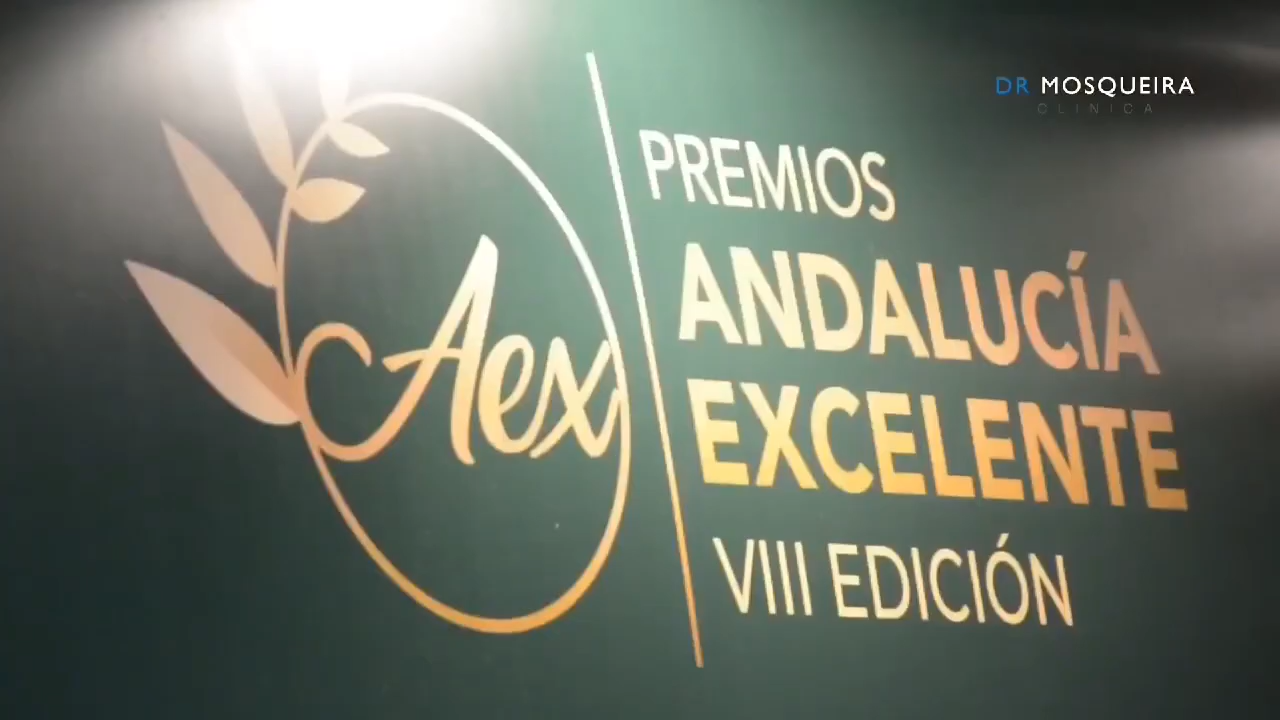 DR MOSQUEIRA
CLINICA
Aex
PREMIOS
ANDALUCÍA
EXCELENTE
VIII EDICIÓN